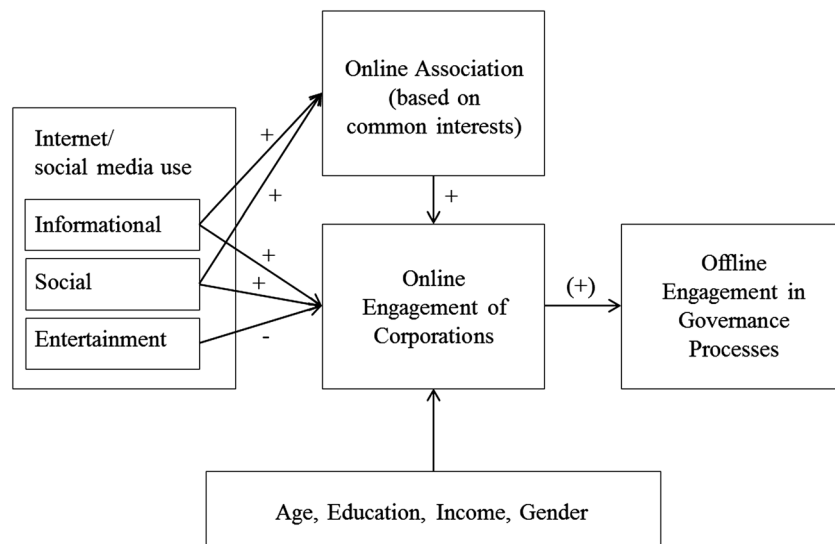 Online Association
(based on
common interests)
Internet/
social media use
Informational
Social
Entertainment
+
+
+
+
-
+
Online
Engagement of
Corporations
(+)
Offline
Engagement in
Governance
Processes
Age, Education, Income, Gender